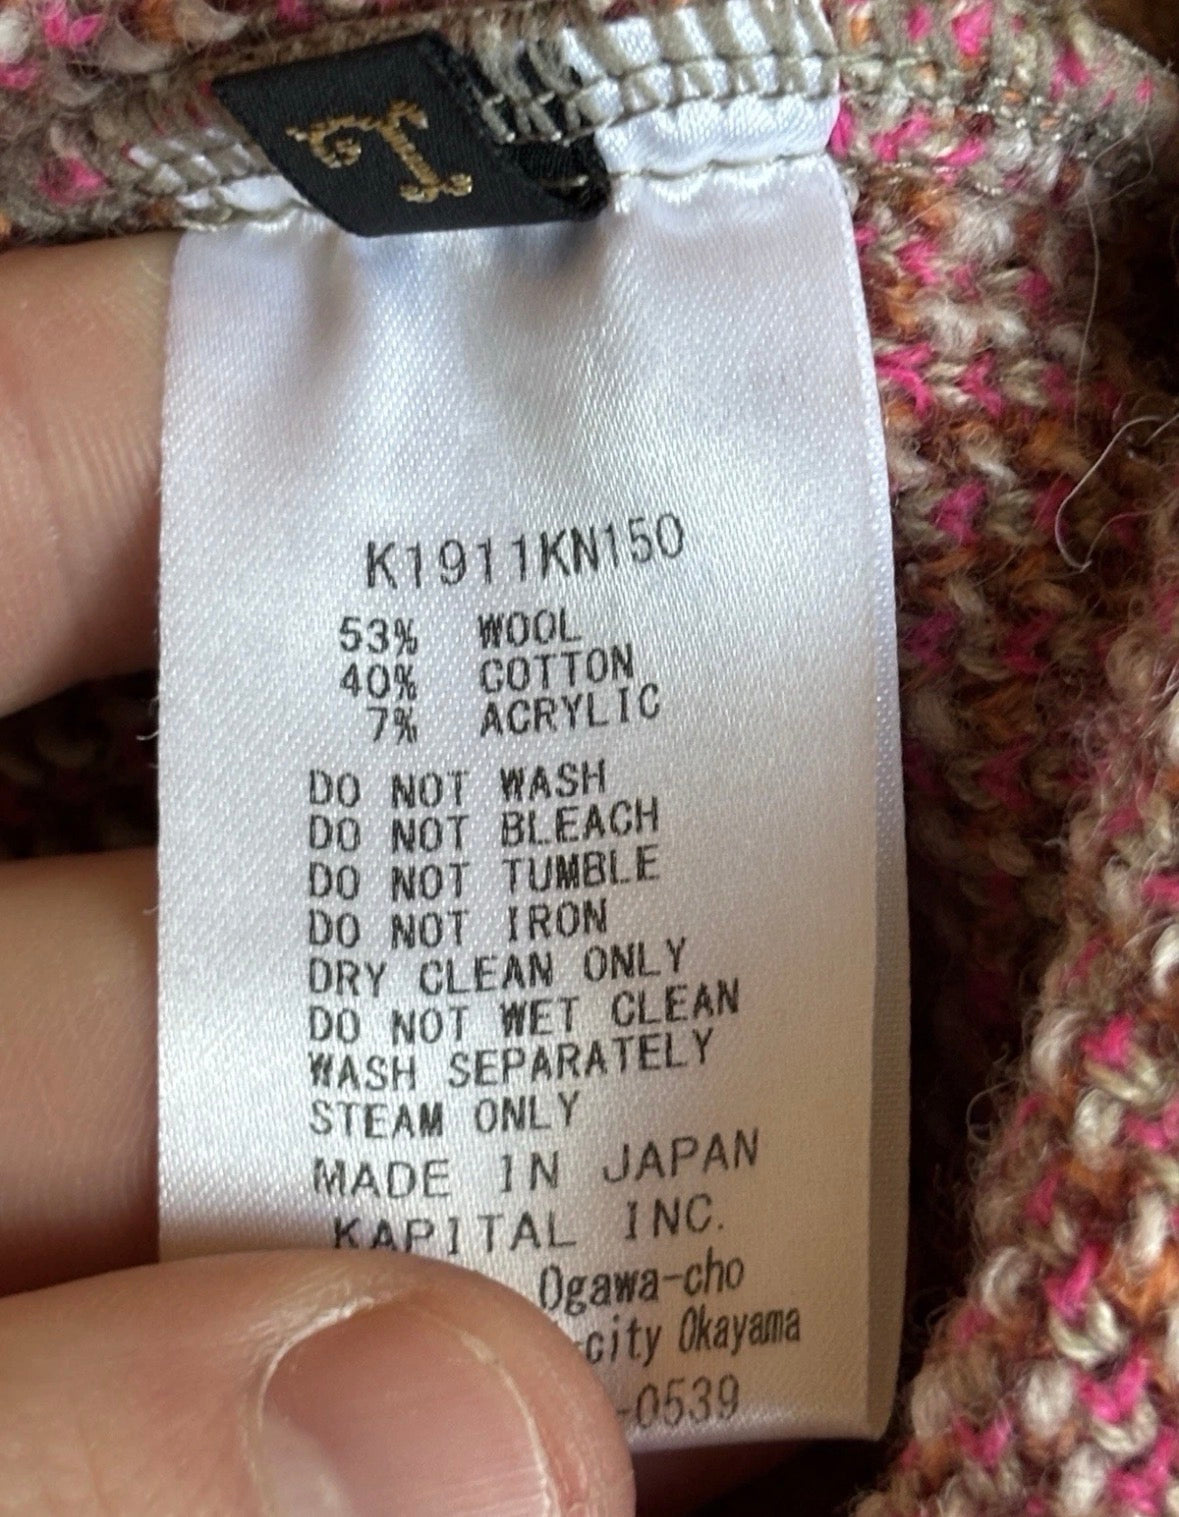 K1911KN150
53% WOOL
40% COTTON
7% ACRYLIC
DO NOT WASH
DO NOT BLEACH
DO NOT TUMBLE
DO NOT IRON
DRY CLEAN ONLY
DO NOT WET CLEAN
WASH SEPARATELY
STEAM ONLY
MADE IN JAPAN
KAPITAL INC.
Ogawa-cho
-city Okayama
-0539